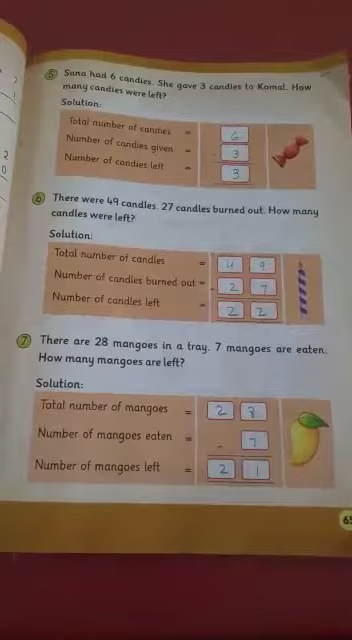 5 Sana had 6 candies. She gave 3 candies to Komal. How
many candies were left?
Solution:
Total number of candies = 6
Number of candies given = - 3
Number of candies left = 3
6 There were 49 candles. 27 candles burned out. How many
candles were left?
Solution:
Total number of candles = 4 9
Number of candles burned out = - 2 7
Number of candles left = 2 2
7 There are 28 mangoes in a tray. 7 mangoes are eaten.
How many mangoes are left?
Solution:
Total number of mangoes = 2 8
Number of mangoes eaten = - 7
Number of mangoes left = 2 1